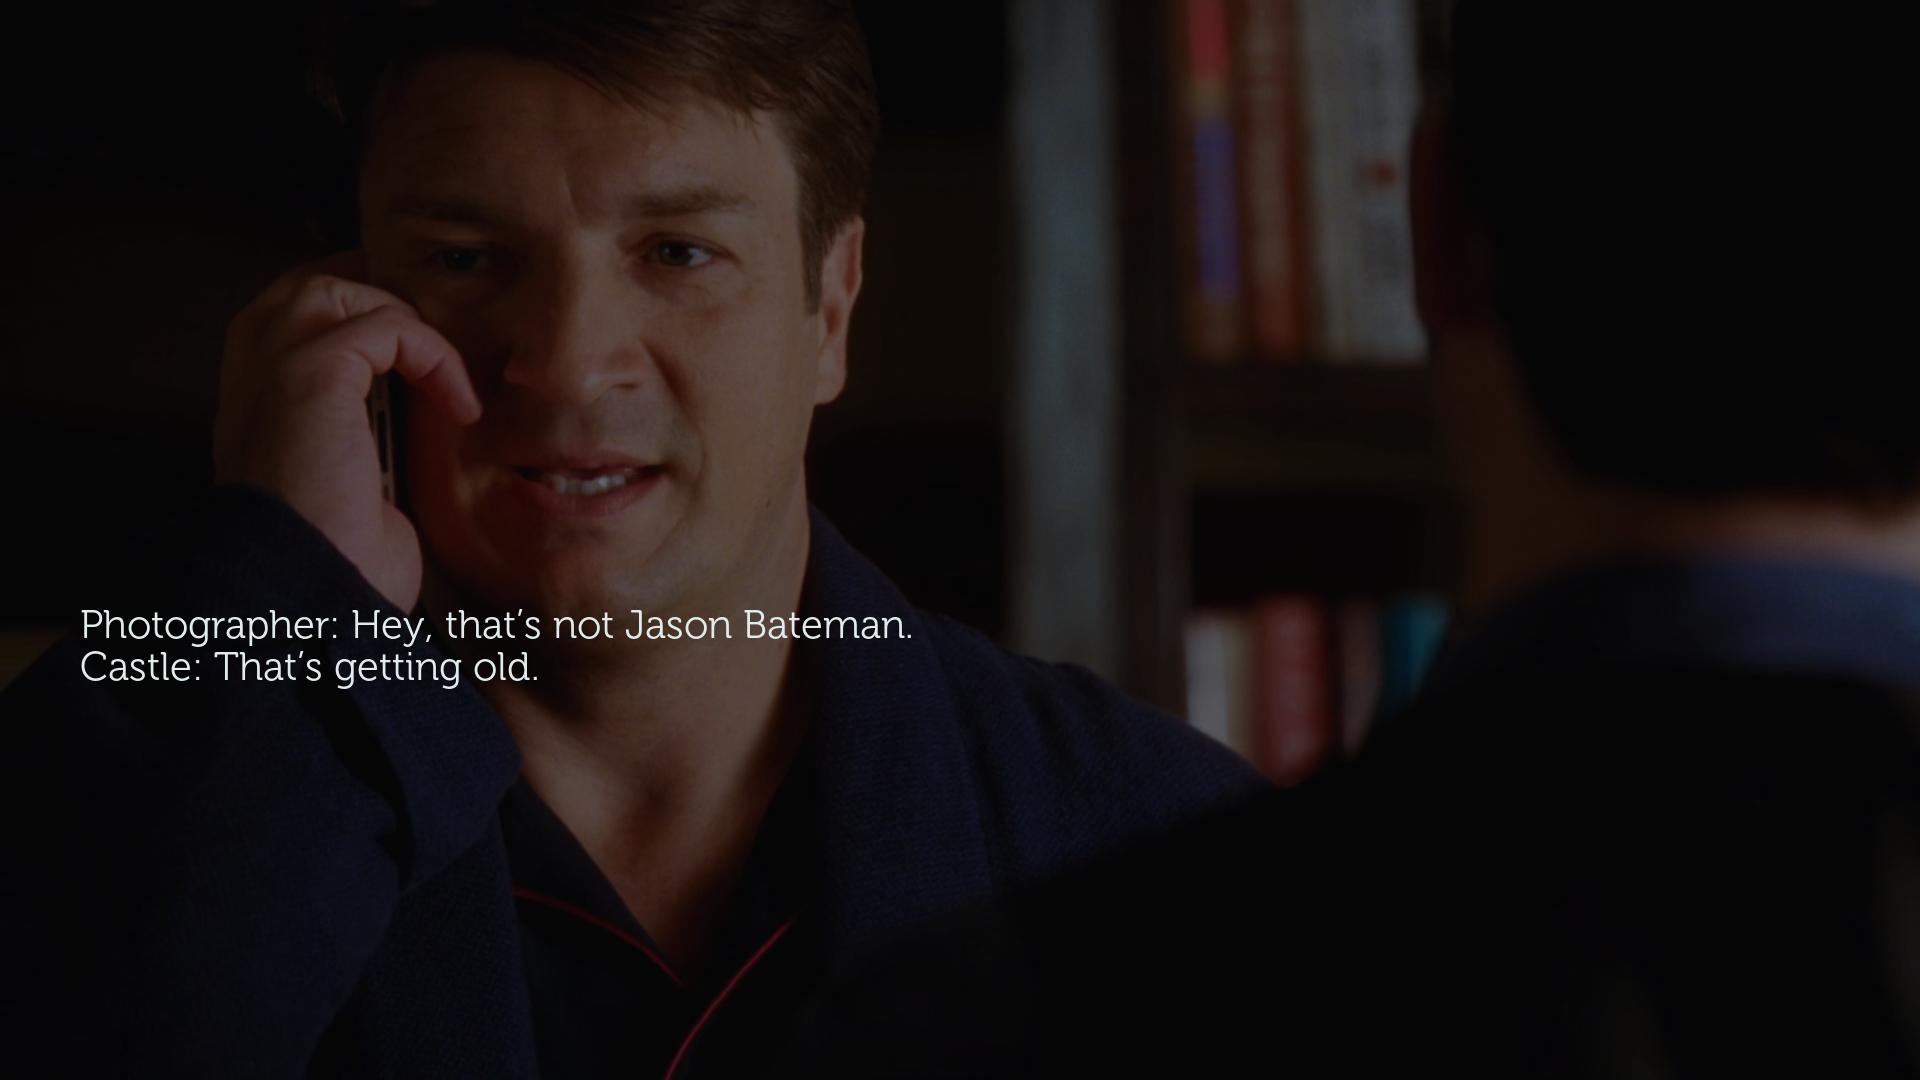 Photographer: Hey, that’s not Jason Bateman.
Castle: That’s getting old.